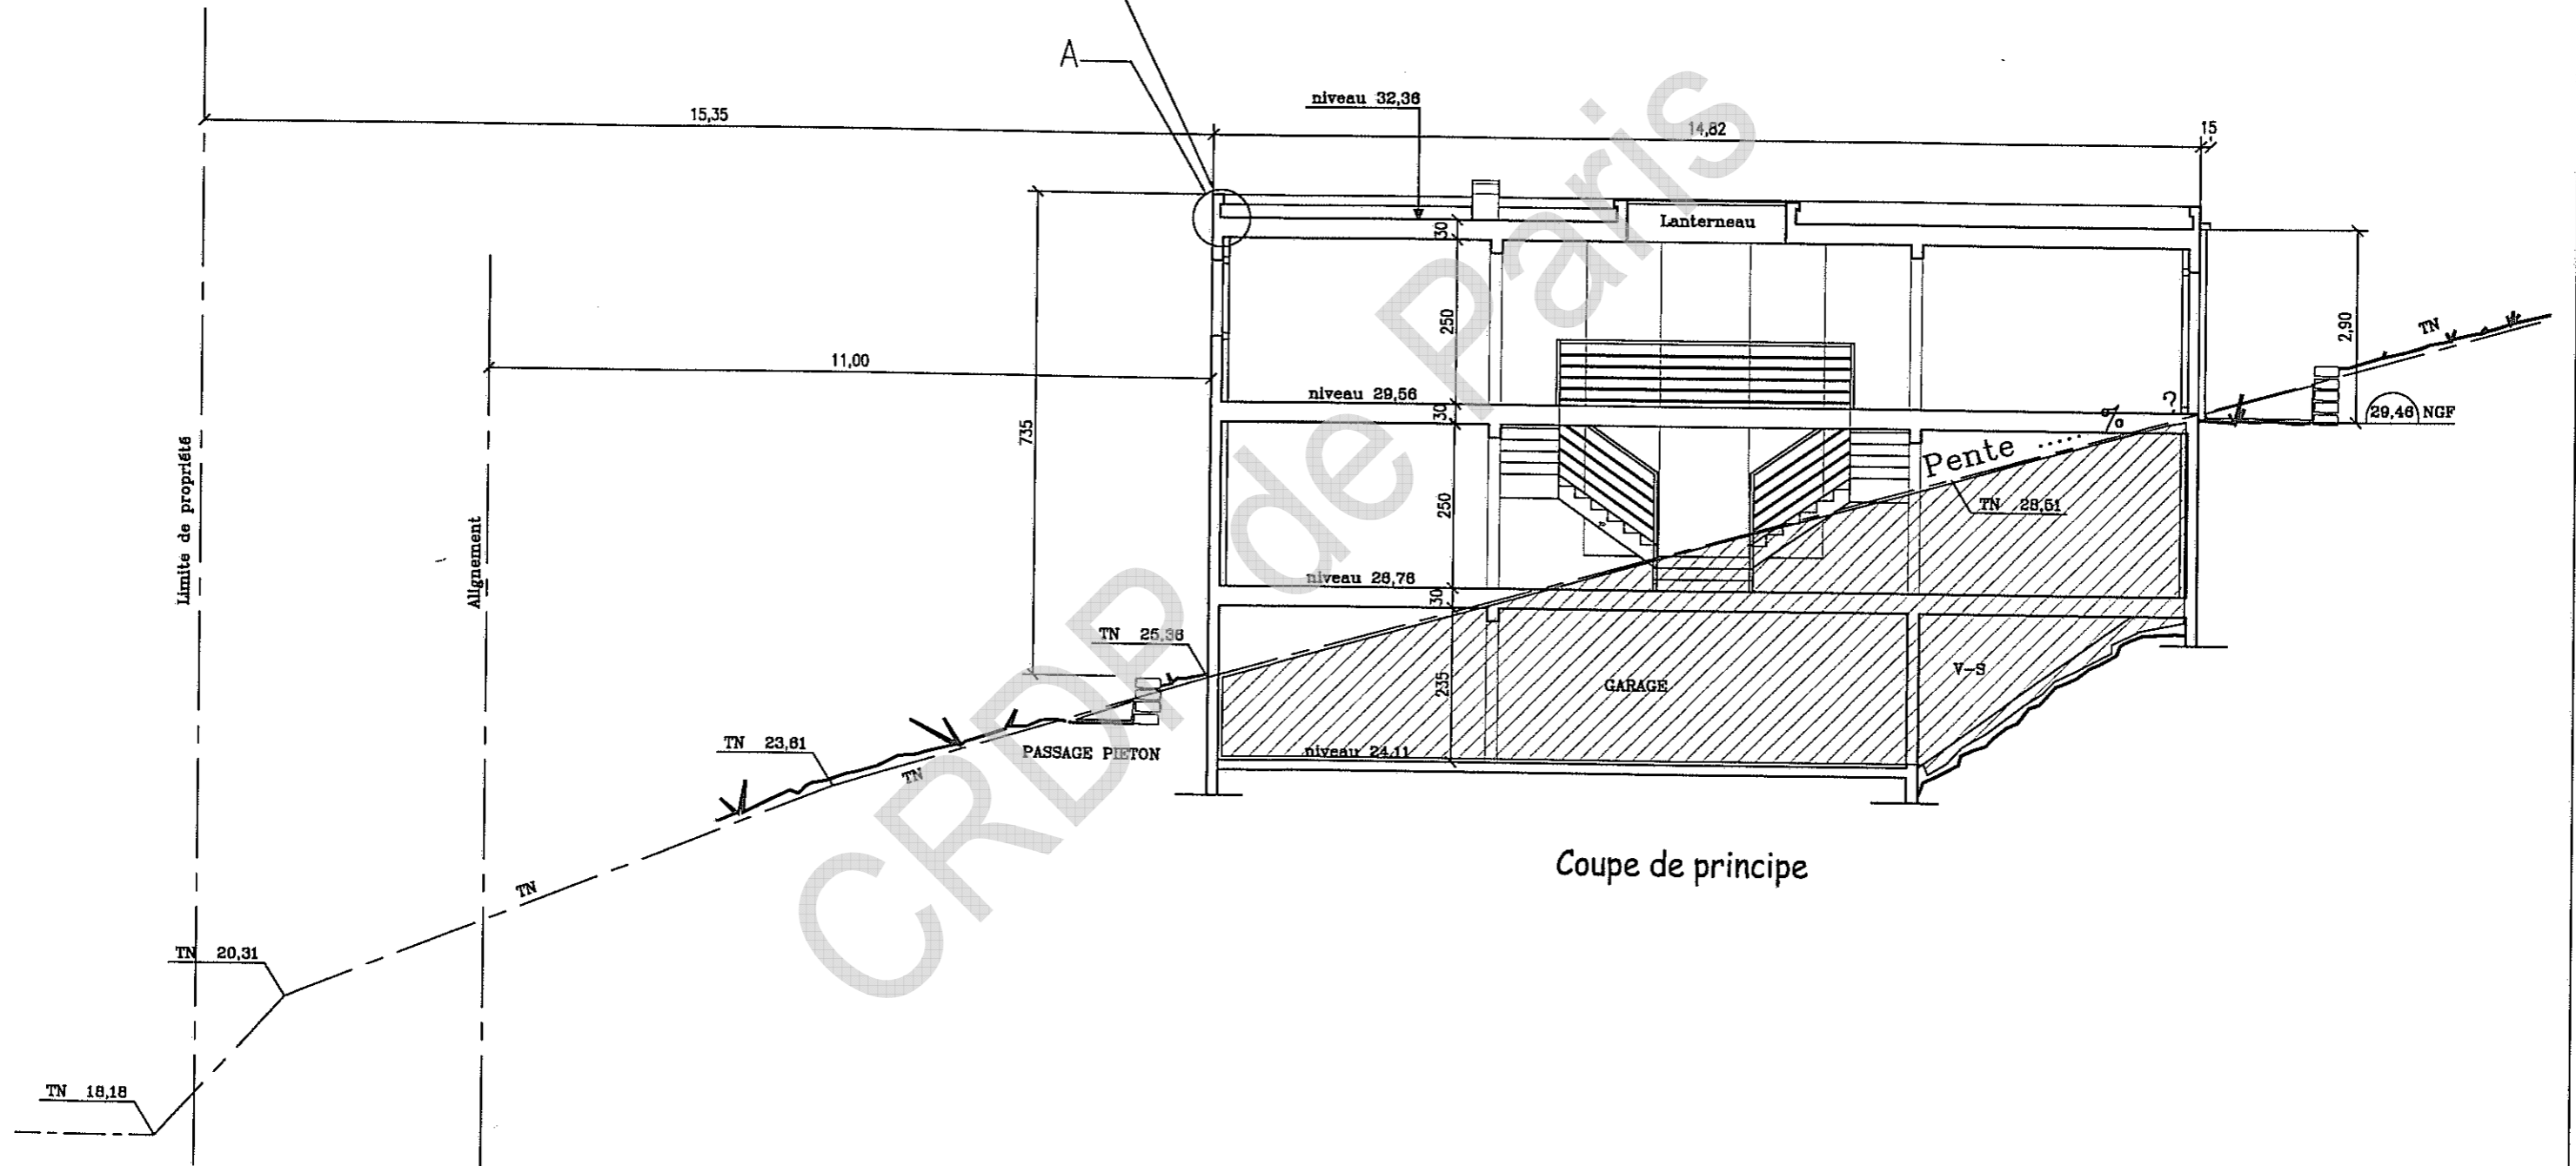 A
niveau 32,36
15,35
14,82
15
Lanterneau
30
250
2,90
TN
11,00
niveau 29,56
30
735
?
%
29,46 NGF
Pente ......
TN 28,51
Limite de propriété
Alignement
250
niveau 26,76
30
TN 25,36
V-S
GARAGE
235
TN 23,61
PASSAGE PIETON
niveau 24,11
TN
Coupe de principe
TN
TN 20,31
TN 18,18
CRDP de Paris